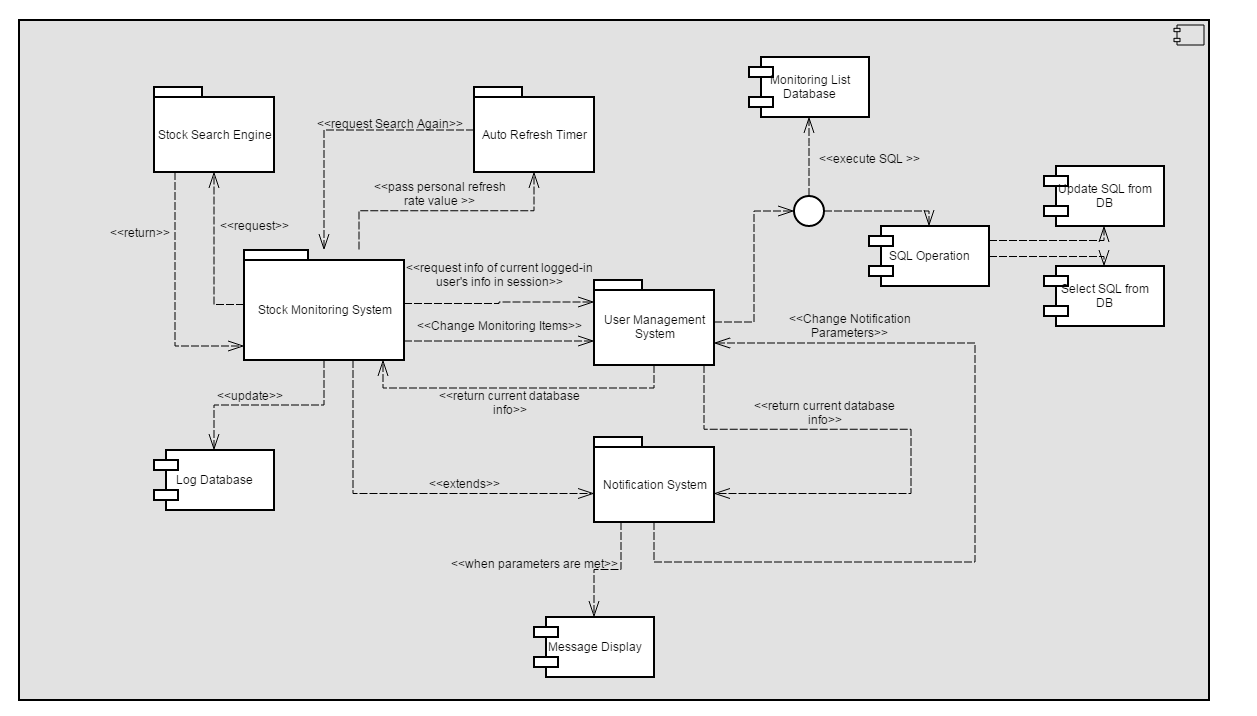 Monitoring List
Database
Stock Search Engine
<<request Search Again>>
Auto Refresh Timer
<<execute SQL >>
<<pass personal refresh
rate value >>
Update SQL from
DB
<<return>>
<<request>>
SQL Operation
<<request info of current logged-in
user's info in session>>
Select SQL from
DB
Stock Monitoring System
<<Change Monitoring Items>>
User Management
System
<<Change Notification
Parameters>>
<<update>>
<<return current database
info>>
<<return current database
info>>
Log Database
<<extends>>
Notification System
<<when parameters are met>>
Message Display